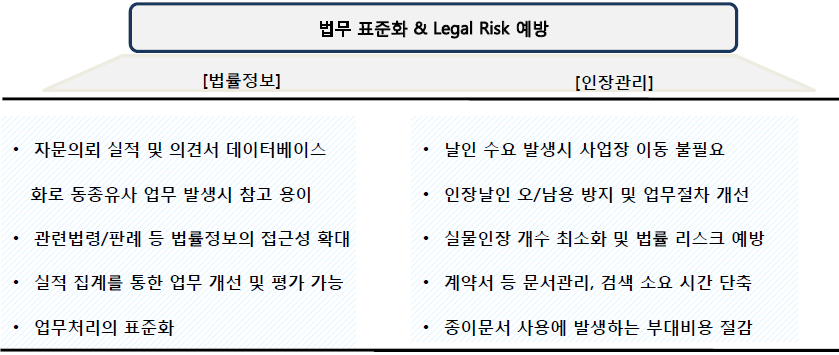 법무 표준화 & Legal Risk 예방
[법률정보]
• 자문의뢰 실적 및 의견서 데이터베이스
화로 동종유사 업무 발생시 참고 용이
• 관련법령/판례 등 법률정보의 접근성 확대
• 실적 집계를 통한 업무 개선 및 평가 가능
• 업무처리의 표준화
[인장관리]
• 날인 수요 발생시 사업장 이동 불필요
• 인장날인 오/남용 방지 및 업무절차 개선
• 실물인장 개수 최소화 및 법률 리스크 예방
• 계약서 등 문서관리, 검색 소요 시간 단축
• 종이문서 사용에 발생하는 부대비용 절감